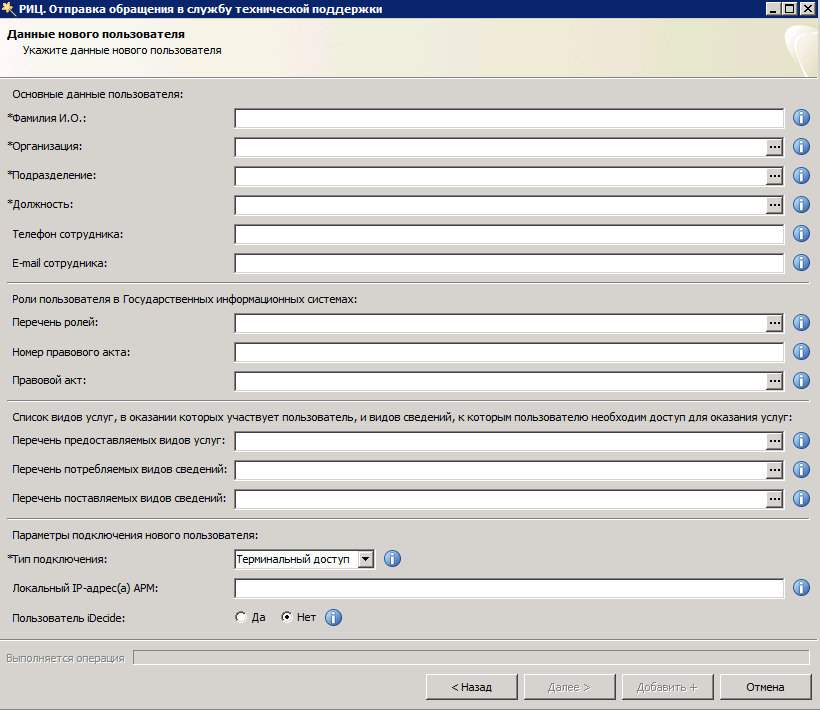 РИЦ. Отправка обращения в службу технической поддержки
Данные нового пользователя
Укажите данные нового пользователя
Основные данные пользователя:
*Фамилия И.О.:
*Организация:
*Подразделение:
*Должность:
Телефон сотрудника:
E-mail сотрудника:
Роли пользователя в Государственных информационных системах:
Перечень ролей:
Номер правового акта:
Правовой акт:
Список видов услуг, в оказании которых участвует пользователь, и видов сведений, к которым пользователю необходим доступ для оказания услуг:
Перечень предоставляемых видов услуг:
Перечень потребляемых видов сведений:
Перечень поставляемых видов сведений:
Параметры подключения нового пользователя:
*Тип подключения: Терминальный доступ
Локальный IP-адрес(а) АРМ:
Пользователь iDecide: Да Нет
Выполняется операция
< Назад Далее > Добавить + Отмена